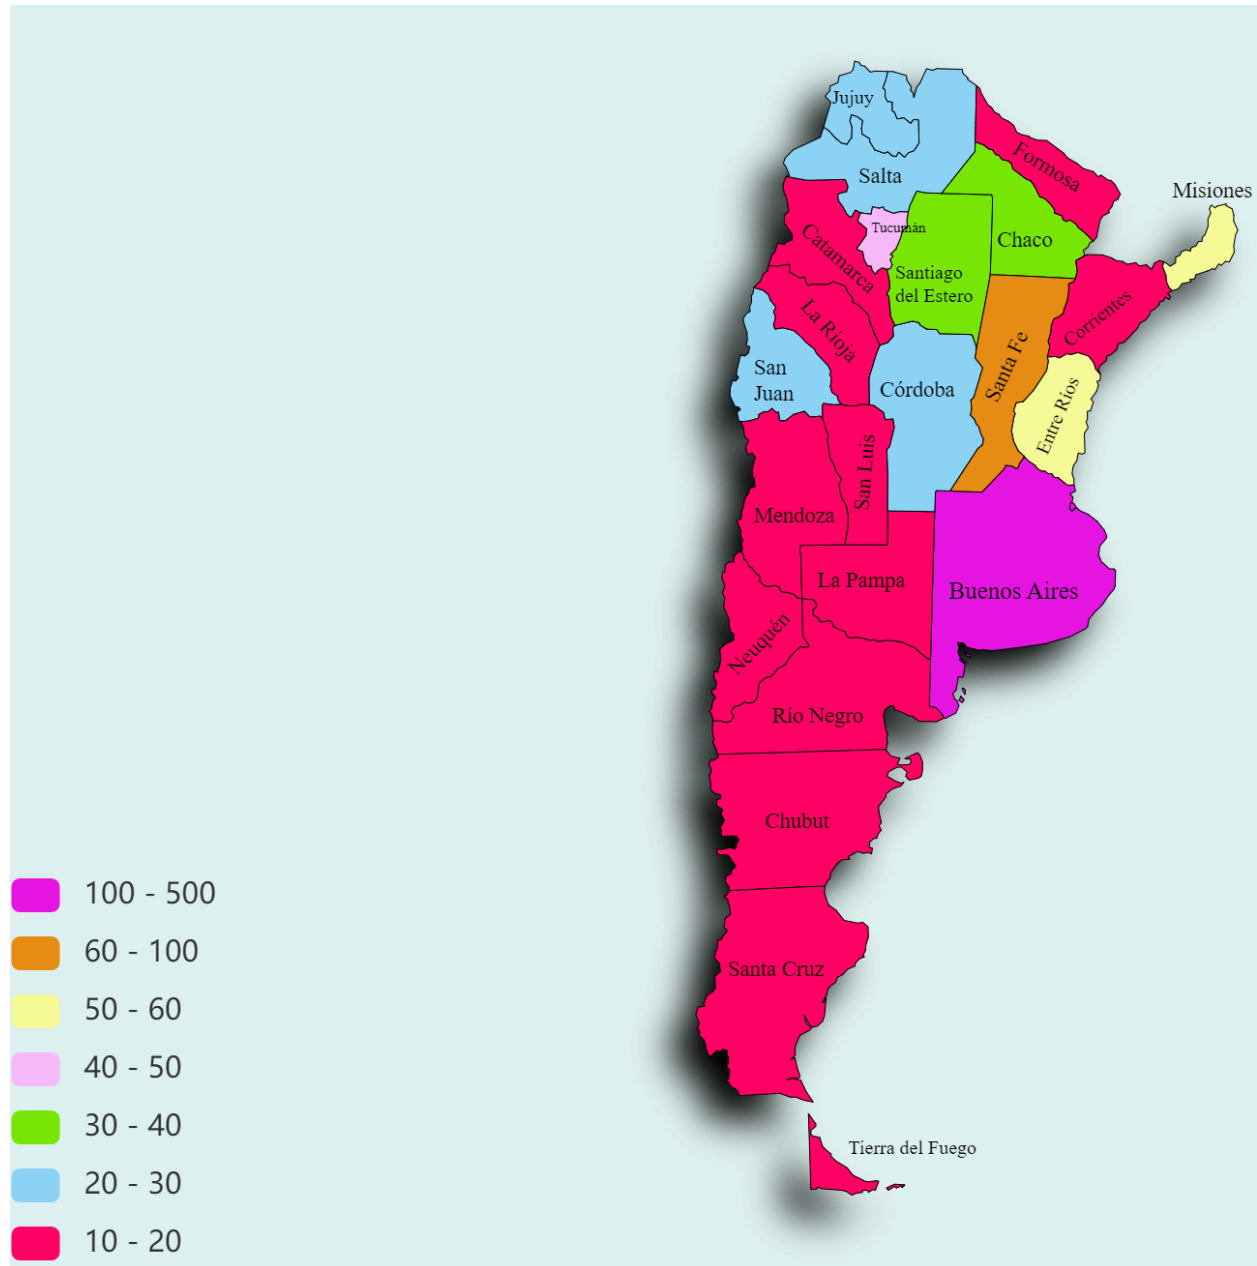 Jujuy
Formosa
Salta
Misiones
Tucumán
Catamarca
Chaco
Santiago
del Estero
Corrientes
La Rioja
Santa Fe
San
Juan
Córdoba
Entre Ríos
San Luis
Mendoza
La Pampa
Buenos Aires
Neuquén
Río Negro
Chubut
Santa Cruz
Tierra del Fuego
100 - 500
60 - 100
50 - 60
40 - 50
30 - 40
20 - 30
10 - 20